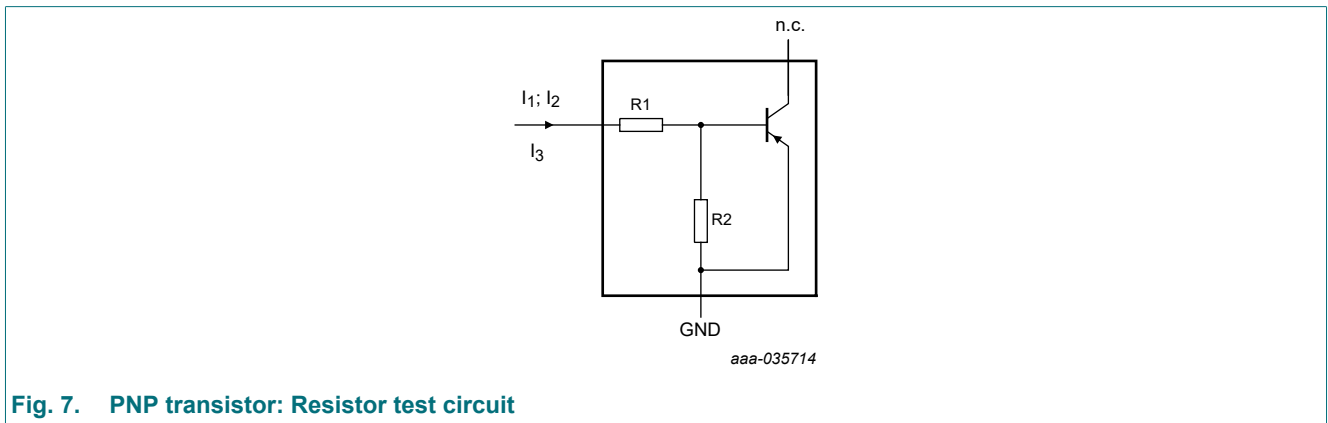 n.c.
I1; I2
R1
I3
R2
GND
aaa-035714
Fig. 7. PNP transistor: Resistor test circuit